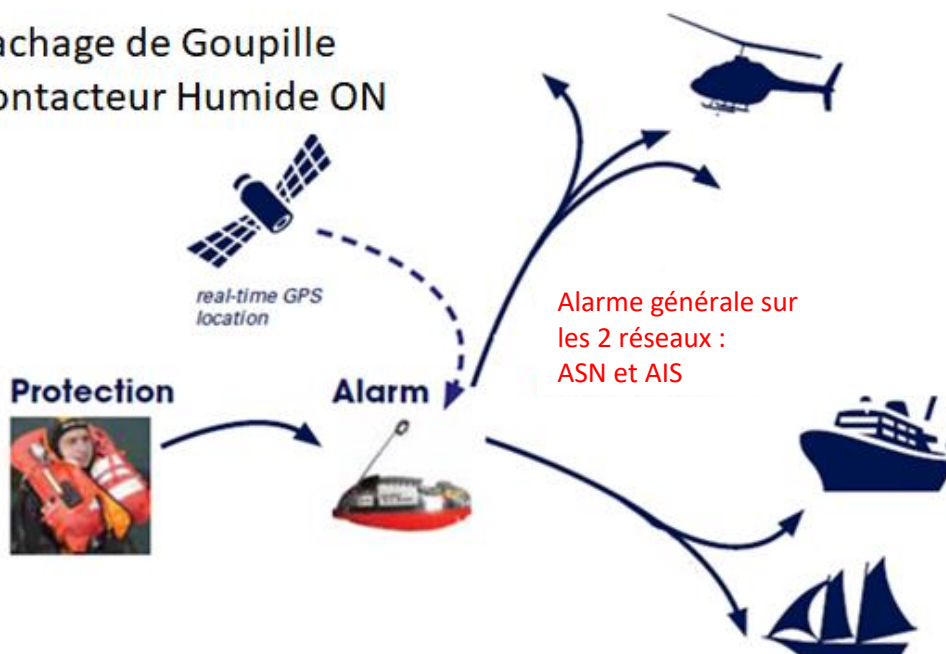 achage de Goupille
ontacteur Humide ON
real-time GPS
location
Alarme générale sur
les 2 réseaux :
ASN et AIS
Protection
Alarm